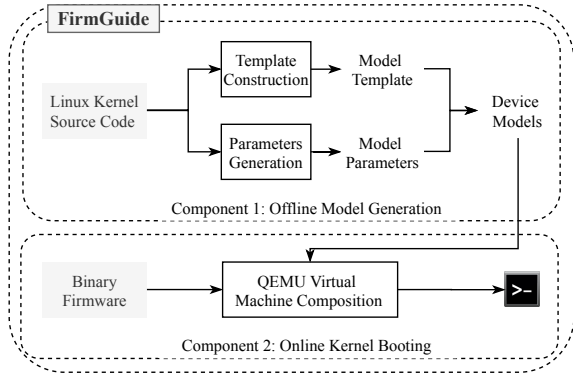 FirmGuide
Template
Construction
Model
Template
Linux Kernel
Source Code
Device
Models
Parameters
Generation
Model
Parameters
Component 1: Offline Model Generation
Binary
Firmware
QEMU Virtual
Machine Composition
>-
Component 2: Online Kernel Booting